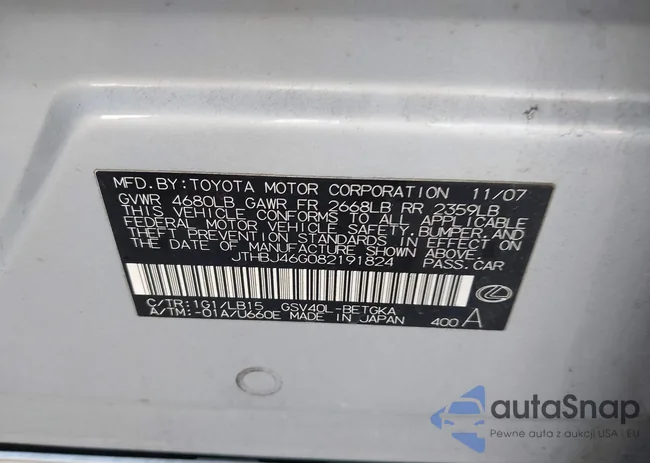 MFD.BY:TOYOTA MOTOR CORPORATION 11/07
GVWR 4680LB GAWR FR 2668LB RR 2359LB
THIS VEHICLE CONFORMS TO ALL APPLICABLE
FEDERAL MOTOR VEHICLE SAFETY,BUMPER,AND
THEFT PREVENTION STANDARDS IN EFFECT ON
THE DATE OF MANUFACTURE SHOWN ABOVE.
JTHBJ46G082191824 PASS.CAR
C/TR:1G1/LB15 GSV40L-BETGKA
A/TM:-01A/U660E MADE IN JAPAN 400 A
autoSnap
Pewne auta z aukcji USA i EU